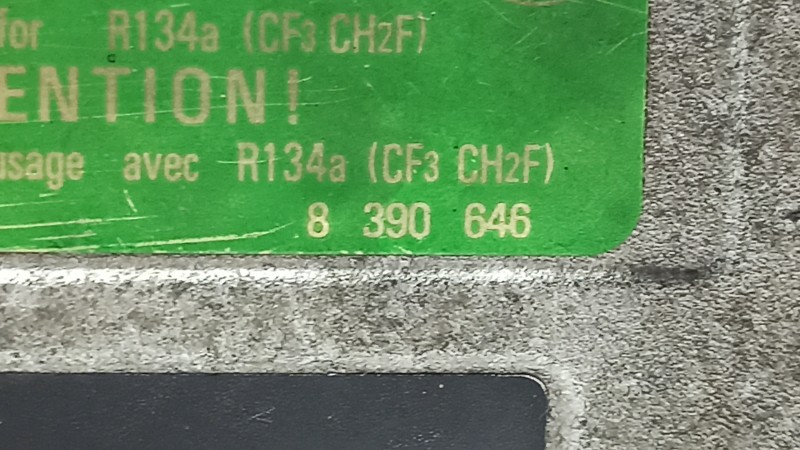 for R134a (CF3 CH2F)
ENTION!
usage avec R134a (CF3 CH2F)
8 390 646